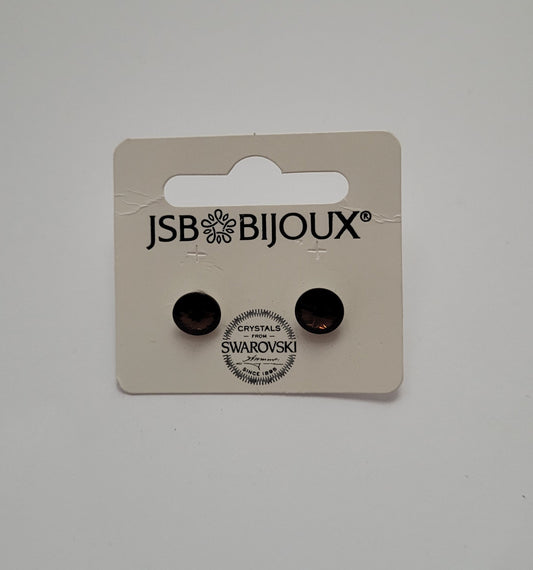 JSB BIJOUX®
CRYSTALS
FROM
SWAROVSKI
SINCE 1895